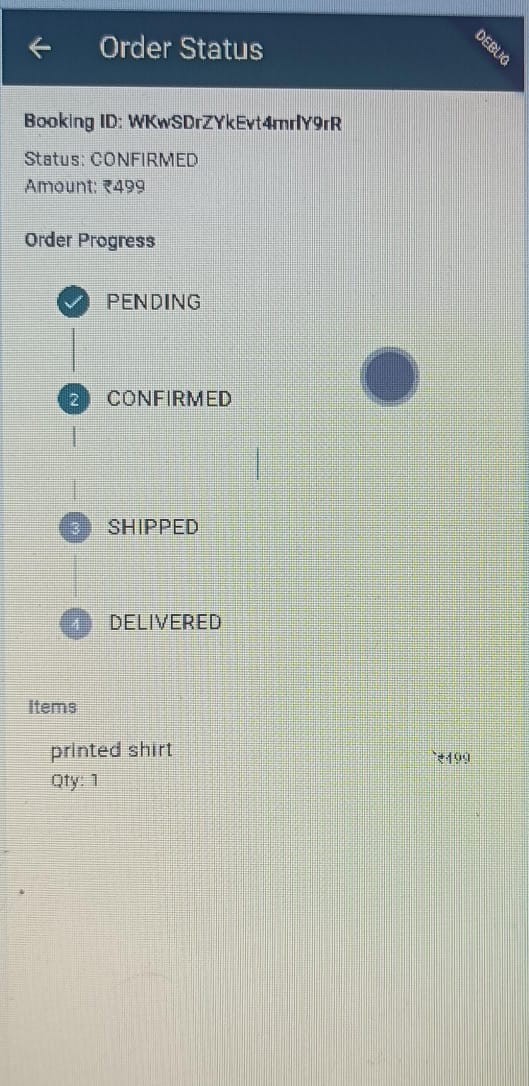 Order Status
DEBUG
Booking ID: WKwSDrZYkEvt4mrlY9rR
Status: CONFIRMED
Amount: ₹499
Order Progress
PENDING
2 CONFIRMED
3 SHIPPED
4 DELIVERED
Items
printed shirt
₹499
Qty: 1